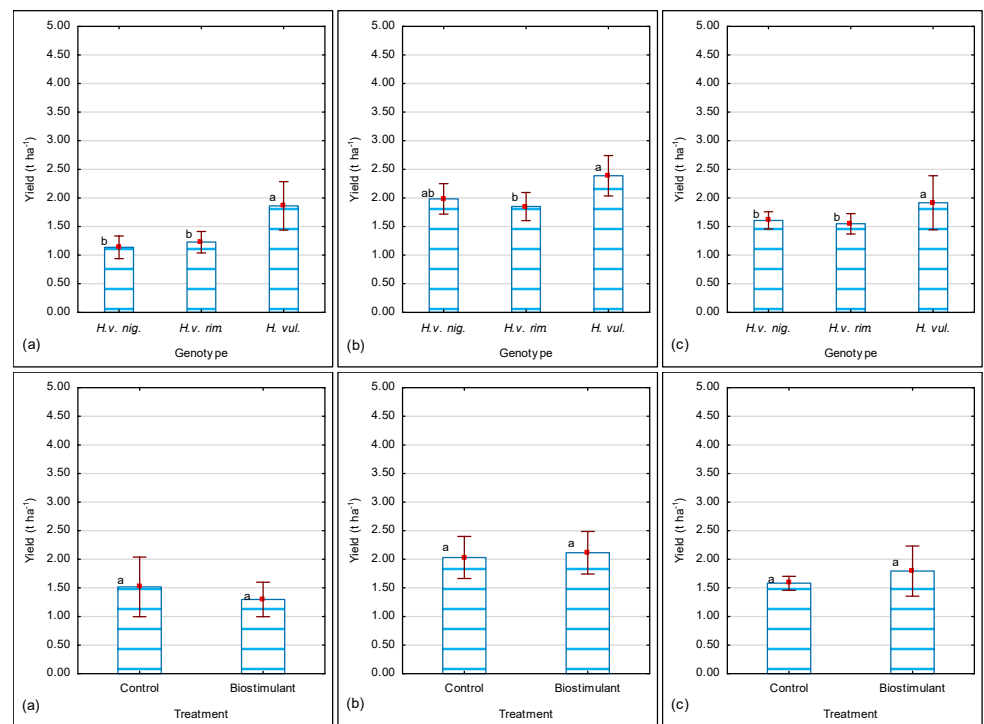 5.00
4.50
4.00
3.50
3.00
2.50
2.00
1.50
1.00
0.50
0.00
Yield (t ha-1)
b
b
a
H.v. nig.
H.v. rim.
H. vul.
(a)
Genotype
5.00
4.50
4.00
3.50
3.00
2.50
2.00
1.50
1.00
0.50
0.00
Yield (t ha-1)
ab
b
a
H.v. nig.
H.v. rim.
H. vul.
(b)
Genotype
5.00
4.50
4.00
3.50
3.00
2.50
2.00
1.50
1.00
0.50
0.00
Yield (t ha-1)
b
b
a
H.v. nig.
H.v. rim.
H. vul.
(c)
Genotype
5.00
4.50
4.00
3.50
3.00
2.50
2.00
1.50
1.00
0.50
0.00
Yield (t ha-1)
a
a
Control
Biostimulant
(a)
Treatment
5.00
4.50
4.00
3.50
3.00
2.50
2.00
1.50
1.00
0.50
0.00
Yield (t ha-1)
a
a
Control
Biostimulant
(b)
Treatment
5.00
4.50
4.00
3.50
3.00
2.50
2.00
1.50
1.00
0.50
0.00
Yield (t ha-1)
a
a
Control
Biostimulant
(c)
Treatment